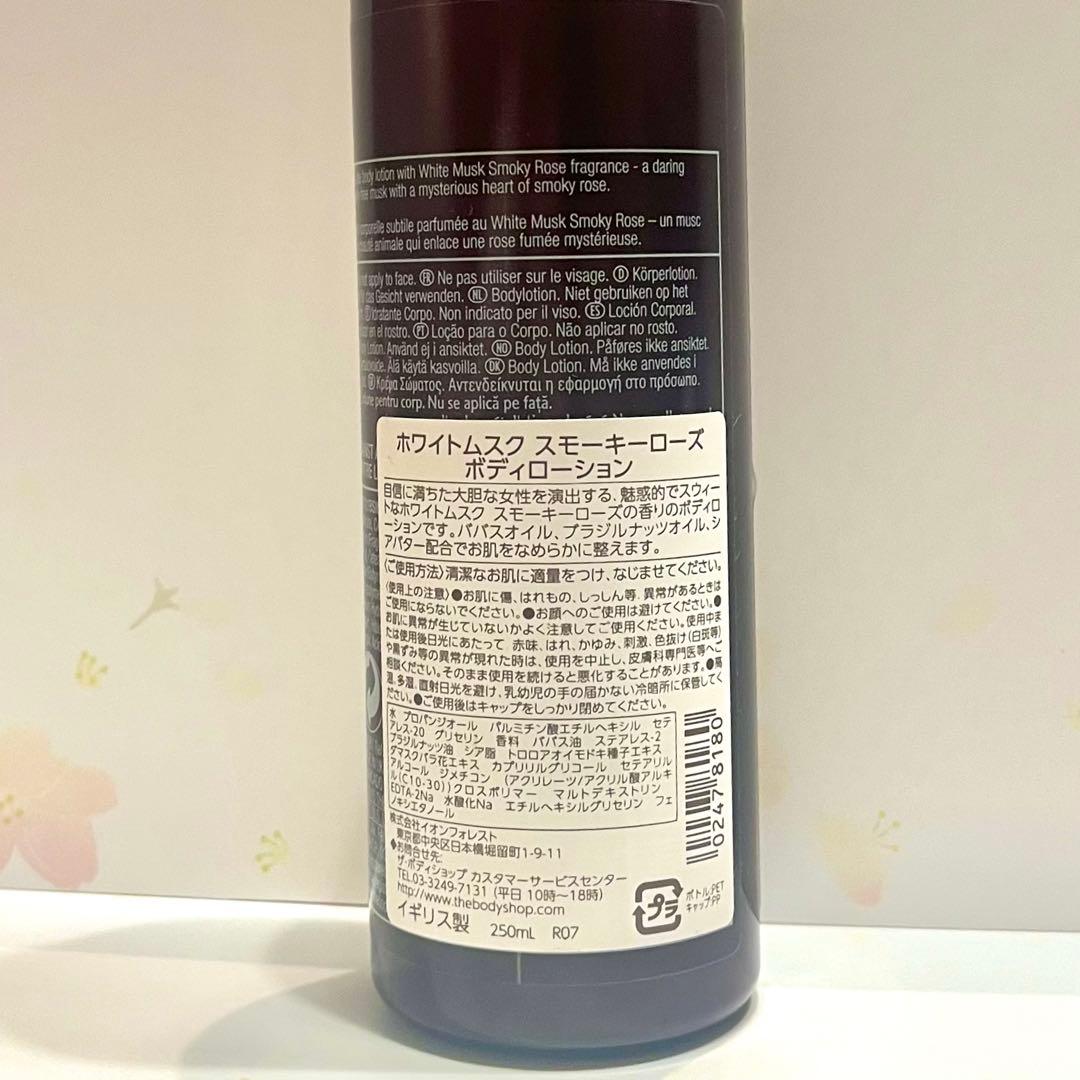 body lotion with White Musk Smoky Rose fragrance - a daring
musk with a mysterious heart of smoky rose.
subtile parfumée au White Musk Smoky Rose – un musc
animale qui enlace une rose fumée mystérieuse.
apply to face. FR Ne pas utiliser sur le visage. D Körperlotion.
das Gesicht verwenden. NL Bodylotion. Niet gebruiken op het
Idratante Corpo. Non indicato per il viso. ES Loción Corporal.
en el rostro. PT Loção para o Corpo. Não aplicar no rosto.
Lotion. Använd ej i ansiktet. NO Body Lotion. Påføres ikke ansiktet.
Älä käytä kasvoilla. DK Body Lotion. Må ikke anvendes i
Κρέμα Σώματος. Αντενδείκνυται η εφαρμογή στο πρόσωπο.
pentru corp. Nu se aplică pe față.
ホワイトムスク スモーキーローズ
ボディローション
自信に満ちた大胆な女性を演出する、魅惑的でスウィー
トなホワイトムスク スモーキーローズの香りのボディロ
ーションです。ババスオイル、ブラジルナッツオイル、シ
アバター配合でお肌をなめらかに整えます。
〈ご使用方法〉清潔なお肌に適量をつけ、なじませてください。
〈使用上の注意〉●お肌に傷、はれもの、しっしん等、異常があるときは
ご使用にならないでください。●お顔へのご使用は避けてください。●
お肌に異常が生じていないかよく注意してご使用ください。使用中ま
たは使用後日光にあたって 赤味、はれ、かゆみ、刺激、色抜け(白斑等)
や黒ずみ等の異常が現れた時は、使用を中止し、皮膚科専門医等へご
相談ください。そのまま使用を続けると悪化することがあります。●高
温、多湿、直射日光を避け、乳幼児の手の届かない冷暗所に保管してく
ださい。●ご使用後はキャップをしっかり閉めてください。
水 プロパンジオール パルミチン酸エチルヘキシル セテ
アレス-20 グリセリン 香料 ババス油 ステアレス-2
ブラジルナッツ油 シア脂 トロロアオイモドキ種子エキス
ダマスクバラ花エキス カプリリルグリコール セテアリル
アルコール ジメチコン (アクリレーツ/アクリル酸アルキ
ル(C10-30))クロスポリマー マルトデキストリン
EDTA-2Na 水酸化Na エチルヘキシルグリセリン フェ
ノキシエタノール
株式会社イオンフォレスト
東京都中央区日本橋堀留町1-9-11
◆お問合せ先:
ザ・ボディショップ カスタマーサービスセンター
TEL.03-3249-7131 (平日 10時~18時)
http://www.thebodyshop.com
イギリス製 250mL R07
002478180
プラ
ボトル:PET
キャップ:PP